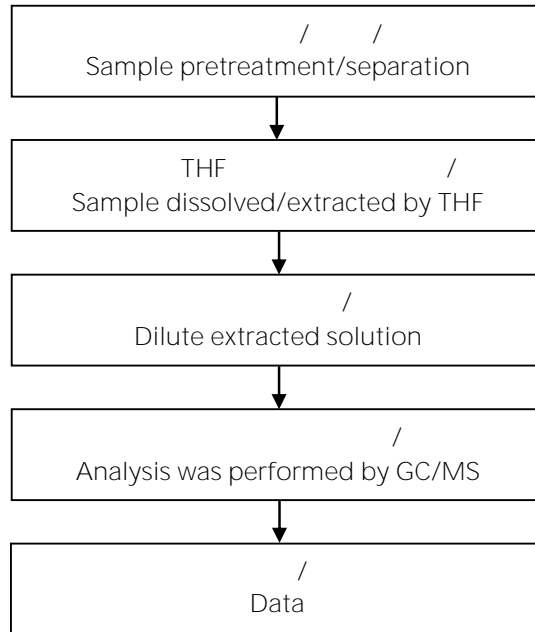 / /
Sample pretreatment/separation
THF /
Sample dissolved/extracted by THF
/
Dilute extracted solution
/
Analysis was performed by GC/MS
/
Data